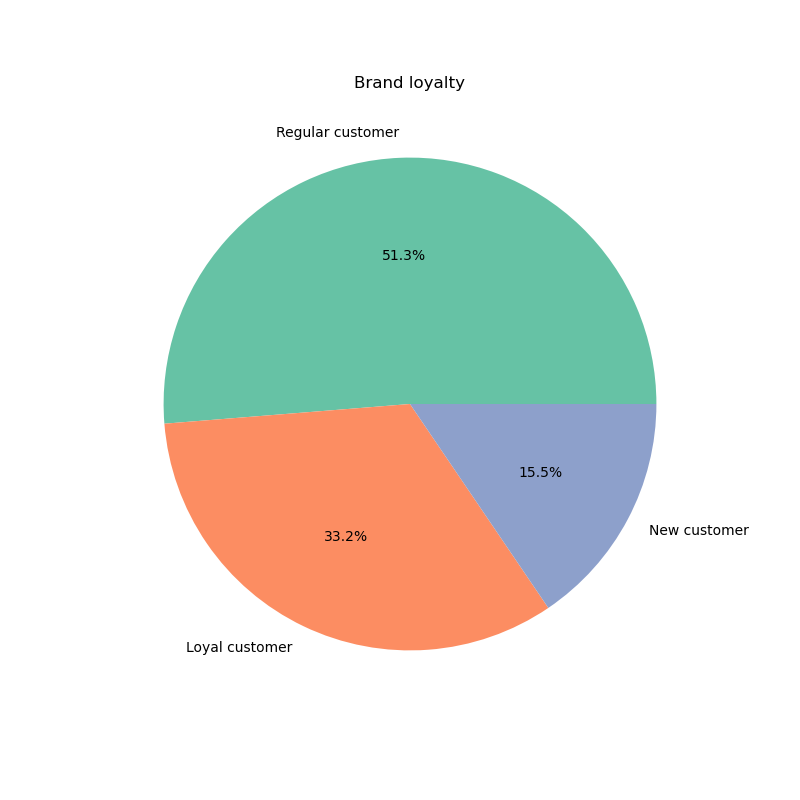 Brand loyalty
Regular customer
51.3%
15.5%
New customer
33.2%
Loyal customer